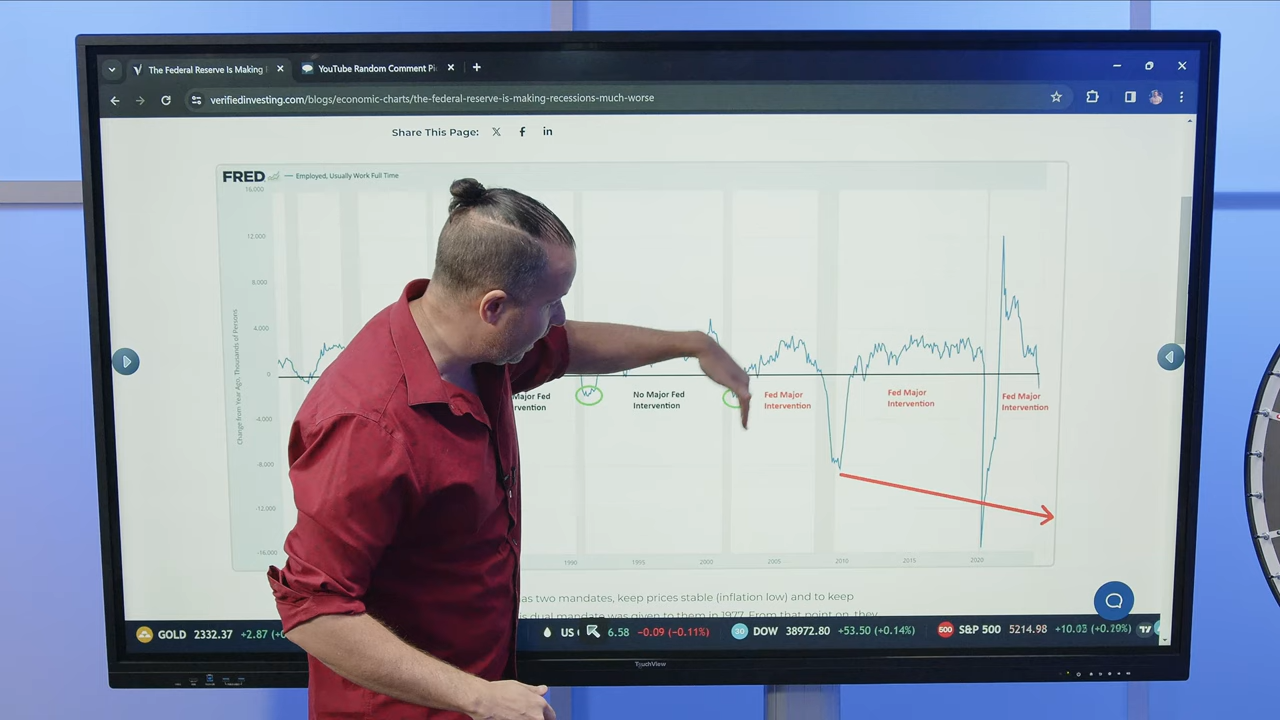 The Federal Reserve Is Making
YouTube Random Comment Pi
verifiedinvesting.com/blogs/economic-charts/the-federal-reserve-is-making-recessions-much-worse
Share This Page:
FRED
Employed, Usually Work Full Time
16,000
12,000
8,000
4,000
0
-4,000
-8,000
-12,000
-16,000
Change from Year Ago, Thousands of Persons
Major Fed
No Major Fed
Intervention
Fed Major
Intervention
Fed Major
Intervention
Fed Major
Intervention
1990 1995 2000 2005 2010 2015 2020
as two mandates, keep prices stable (inflation low) and to keep
is dual mandate was given to them in 1977. From that point on, they
GOLD 2332.37 +2.87
US 6.58 -0.09 (-0.11%)
30 DOW 38972.80 +53.50 (+0.14%)
500 S&P 500 5214.98 +10.03 (+0.19%)
TouchView